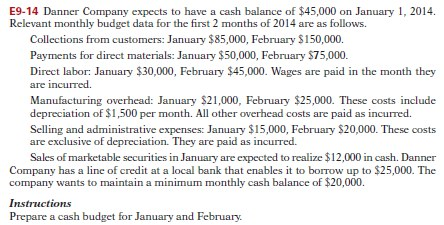 E9-14 Danner Company expects to have a cash balance of $45,000 on January 1, 2014.
Relevant monthly budget data for the first 2 months of 2014 are as follows.
Collections from customers: January $85,000, February $150,000.
Payments for direct materials: January $50,000, February $75,000.
Direct labor: January $30,000, February $45,000. Wages are paid in the month they
are incurred.
Manufacturing overhead: January $21,000, February $25,000. These costs include
depreciation of $1,500 per month. All other overhead costs are paid as incurred.
Selling and administrative expenses: January $15,000, February $20,000. These costs
are exclusive of depreciation. They are paid as incurred.
Sales of marketable securities in January are expected to realize $12,000 in cash. Danner
Company has a line of credit at a local bank that enables it to borrow up to $25,000. The
company wants to maintain a minimum monthly cash balance of $20,000.
Instructions
Prepare a cash budget for January and February.